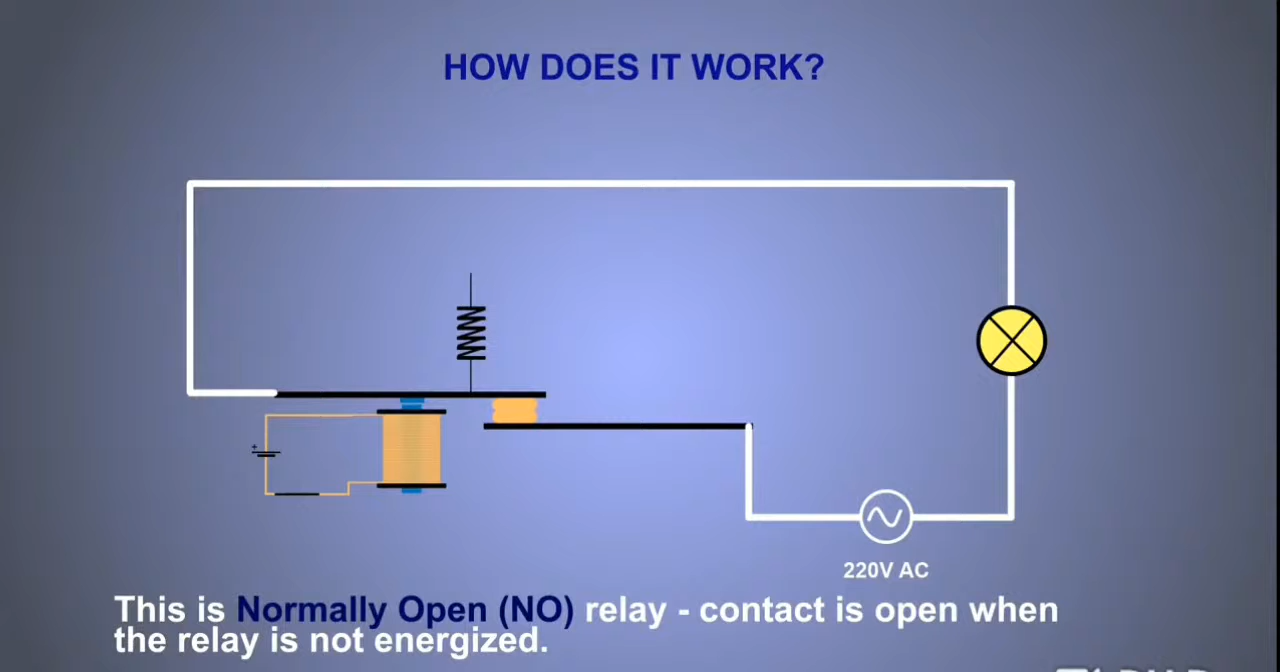 HOW DOES IT WORK?
+
220V AC
This is Normally Open (NO) relay - contact is open when
the relay is not energized.